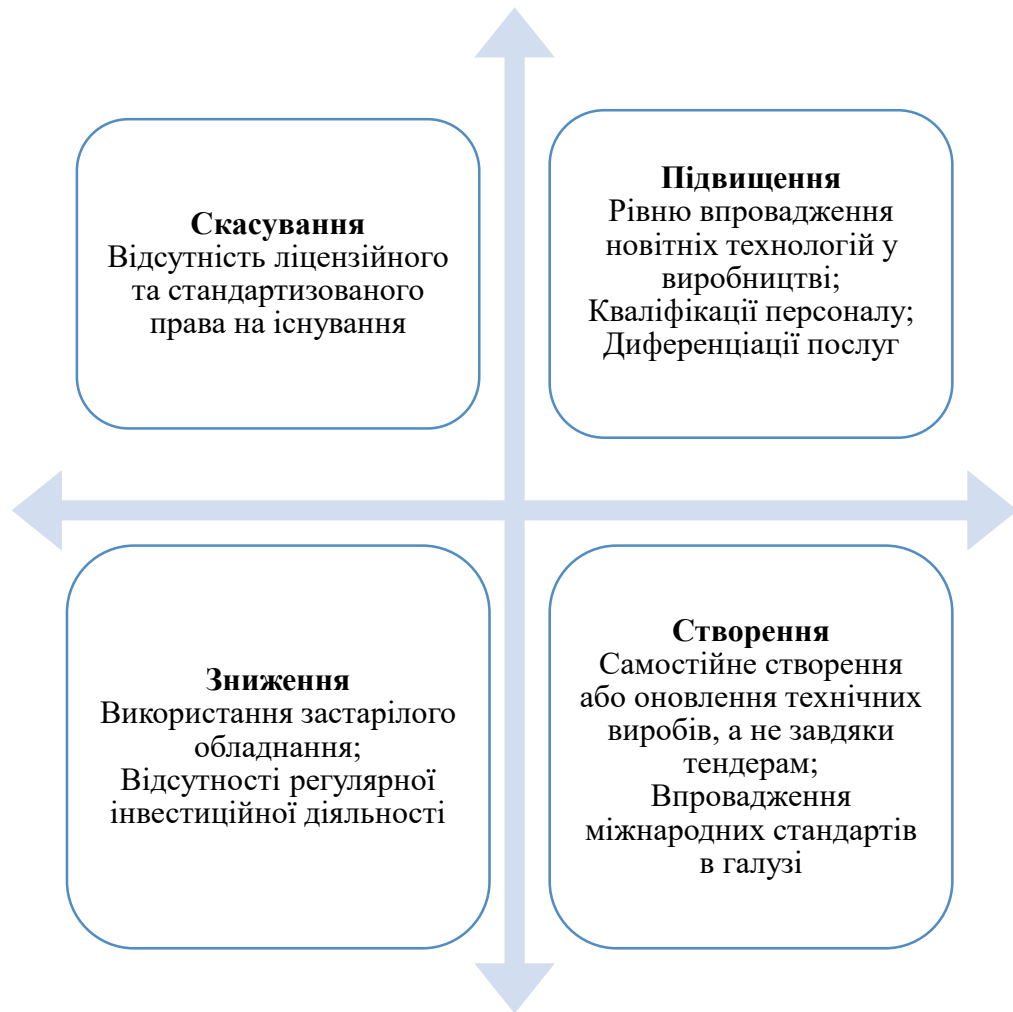 Скасування
Відсутність ліцензійного
та стандартизованого
права на існування
Підвищення
Рівню впровадження
новітніх технологій у
виробництві;
Кваліфікації персоналу;
Диференціації послуг
Зниження
Використання застарілого
обладнання;
Відсутності регулярної
інвестиційної діяльності
Створення
Самостійне створення
або оновлення технічних
виробів, а не завдяки
тендерам;
Впровадження
міжнародних стандартів
в галузі